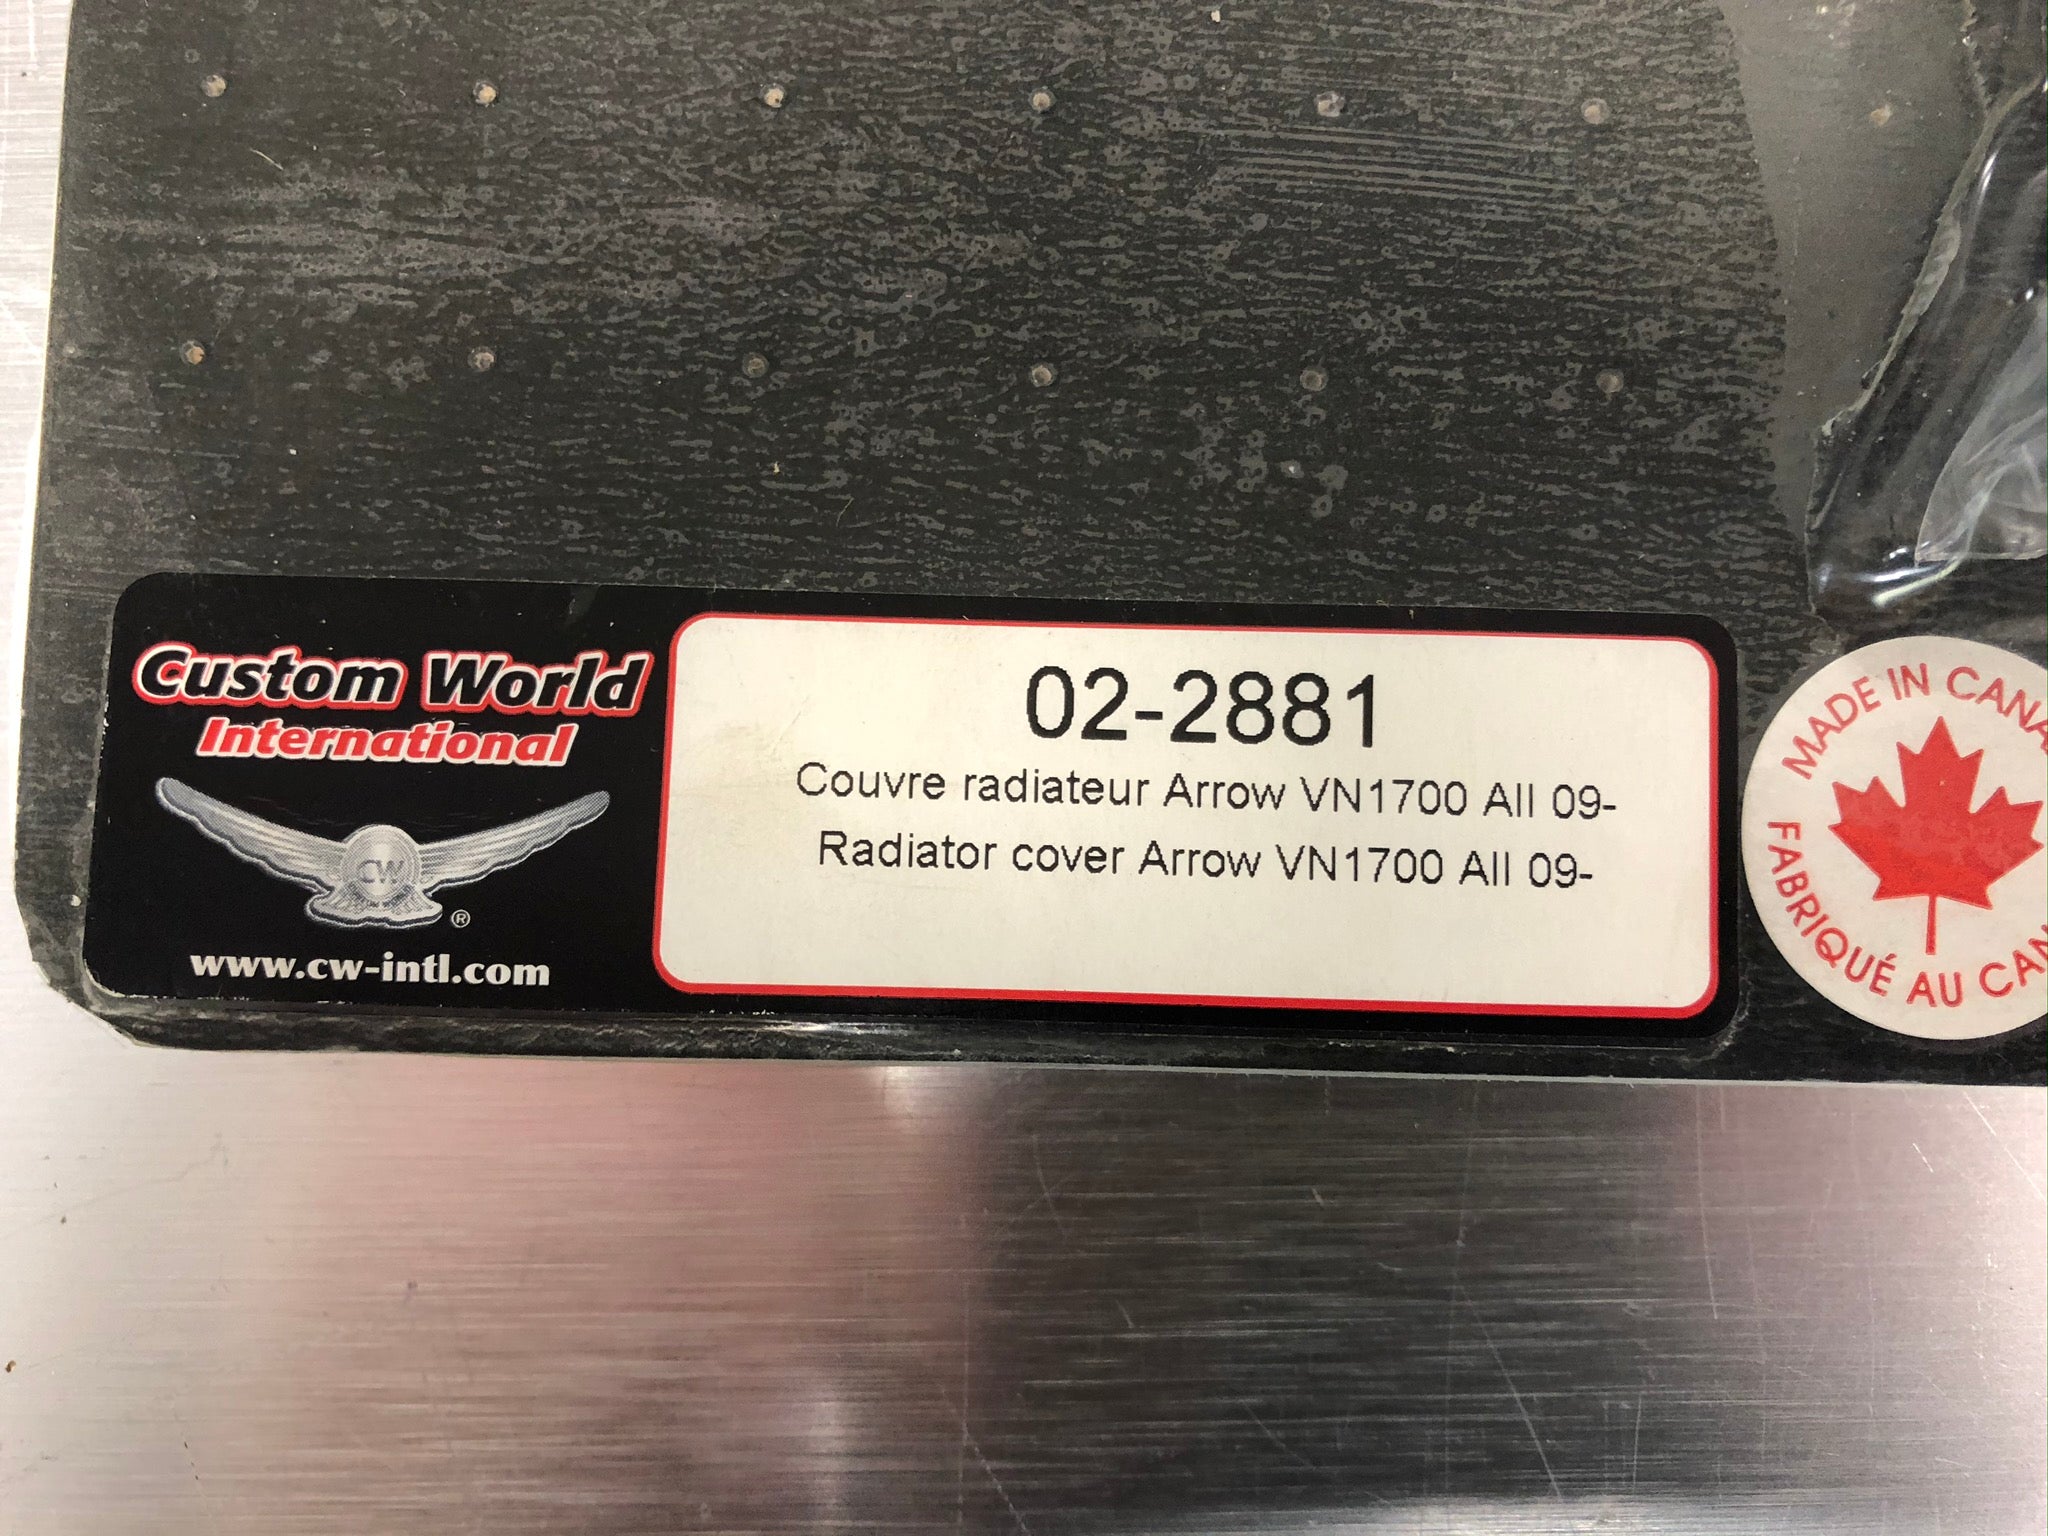 Custom World
International
CW
®
www.cw-intl.com
02-2881
Couvre radiateur Arrow VN1700 All 09-
Radiator cover Arrow VN1700 All 09-
MADE IN CANA
FABRIQUÉ AU CAN